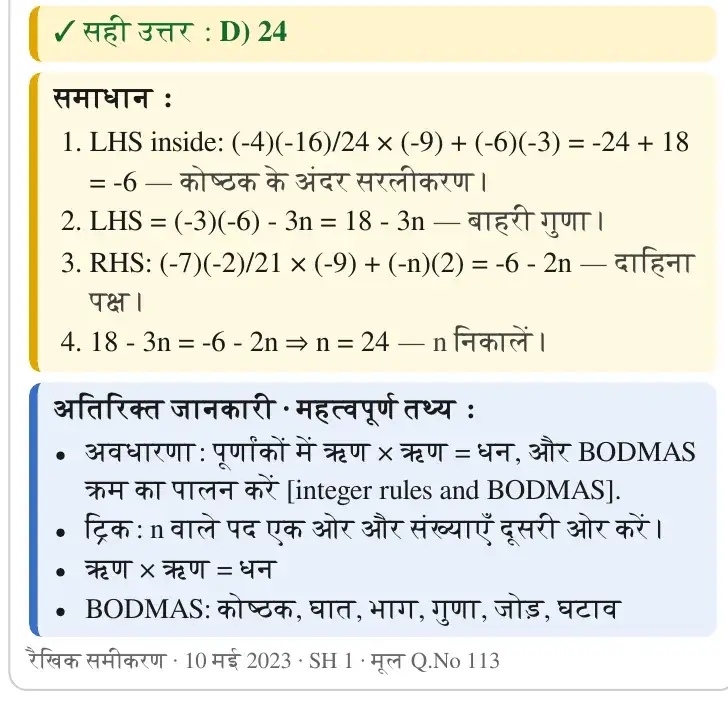 ✓ सही उत्तर : D) 24
समाधान :
1. LHS inside: (-4)(-16)/24 × (-9) + (-6)(-3) = -24 + 18
= -6 — कोष्ठक के अंदर सरलीकरण।
2. LHS = (-3)(-6) - 3n = 18 - 3n — बाहरी गुणा।
3. RHS: (-7)(-2)/21 × (-9) + (-n)(2) = -6 - 2n — दाहिना
पक्ष।
4. 18 - 3n = -6 - 2n ⇒ n = 24 — n निकालें।
अतिरिक्त जानकारी · महत्वपूर्ण तथ्य :
• अवधारणा : पूर्णांकों में ऋण × ऋण = धन, और BODMAS
क्रम का पालन करें [integer rules and BODMAS].
• ट्रिक : n वाले पद एक ओर और संख्याएँ दूसरी ओर करें।
• ऋण × ऋण = धन
• BODMAS: कोष्ठक, घात, भाग, गुणा, जोड़, घटाव
रैखिक समीकरण · 10 मई 2023 · SH 1 · मूल Q.No 113